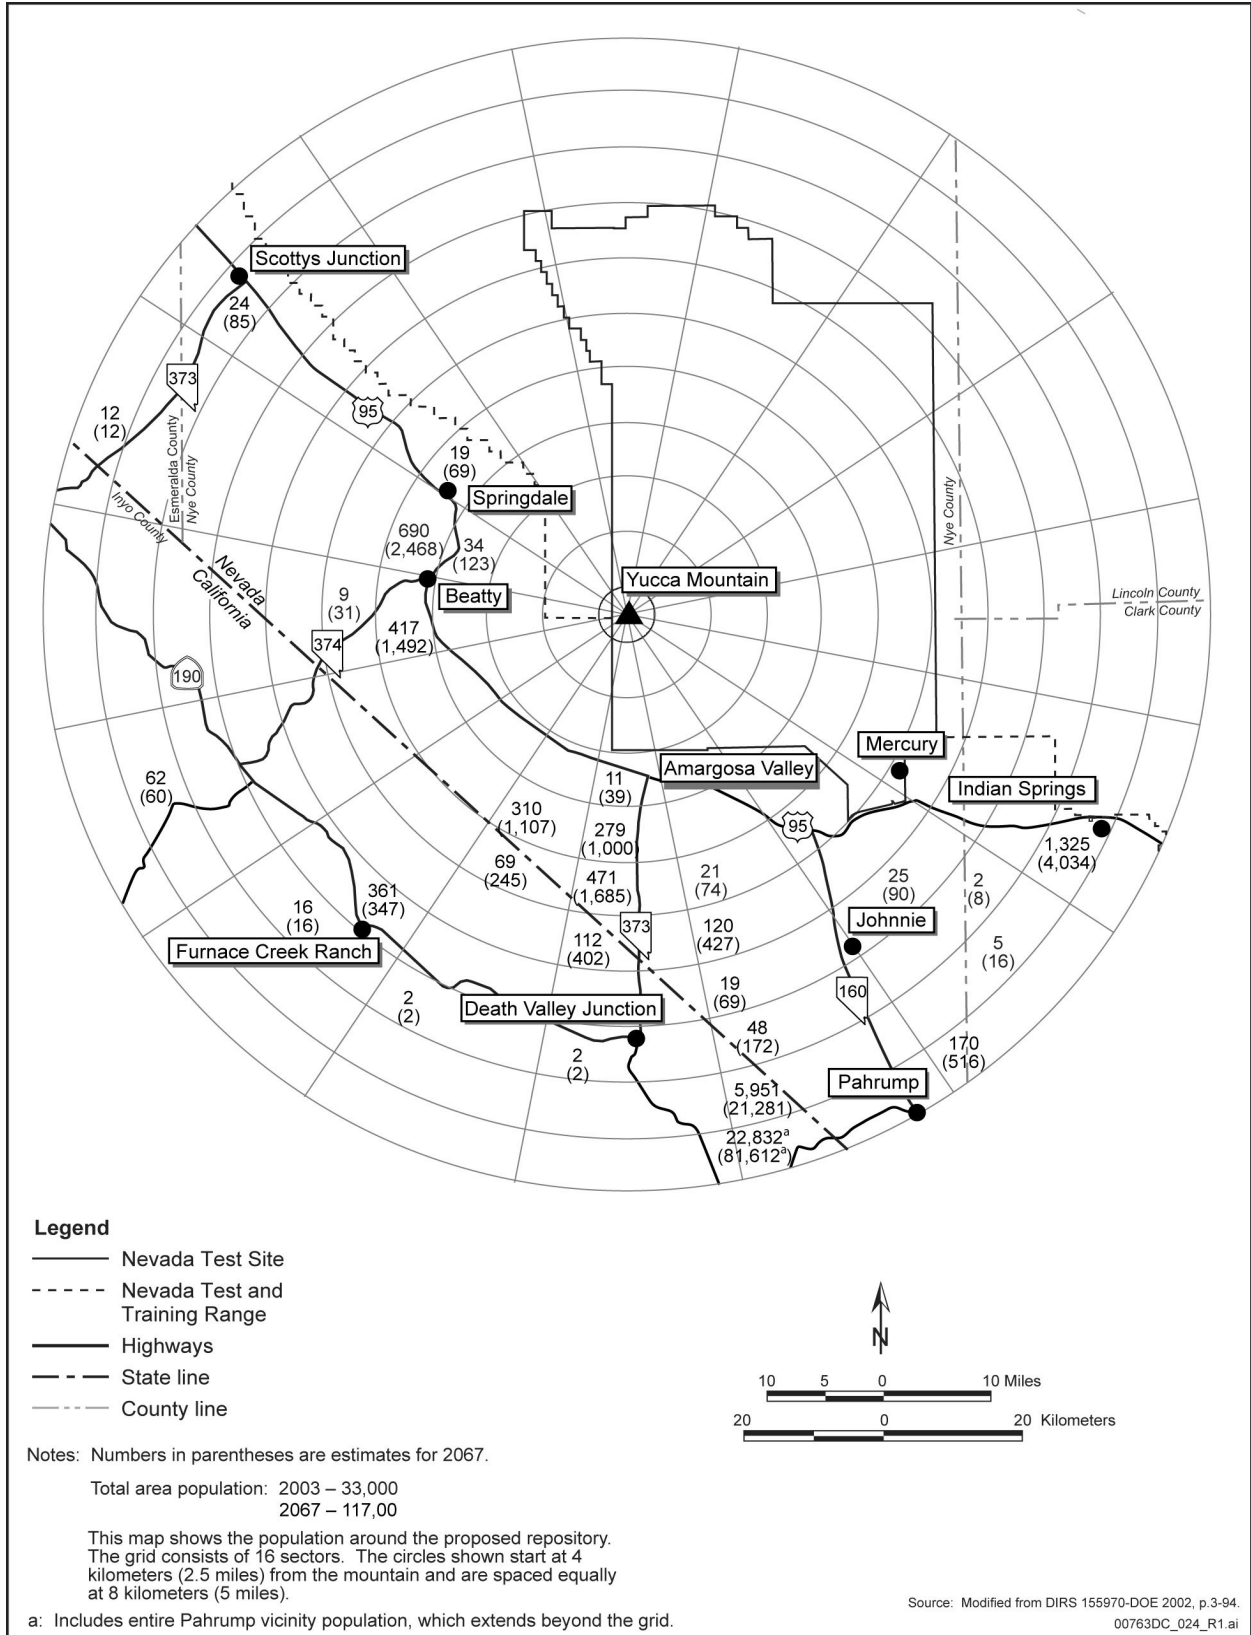 Scottys Junction
24
(85)
373
95
12
(12)
Esmeralda County
Nye County
Inyo County
Nevada
California
19
(69)
Springdale
690
(2,468)
34
(123)
Beatty
9
(31)
417
(1,492)
374
190
Yucca Mountain
Nye County
Lincoln County
Clark County
Mercury
Amargosa Valley
Indian Springs
95
1,325
(4,034)
62
(60)
11
(39)
310
(1,107)
279
(1,000)
69
(245)
471
(1,685)
21
(74)
25
(90)
2
(8)
361
(347)
16
(16)
Furnace Creek Ranch
112
(402)
373
120
(427)
Johnnie
5
(16)
160
2
(2)
Death Valley Junction
19
(69)
48
(172)
2
(2)
170
(516)
Pahrump
5,951
(21,281)
22,832a
(81,612a)
Legend
Nevada Test Site
Nevada Test and
Training Range
Highways
State line
County line
N
10 5 0 10 Miles
20 0 20 Kilometers
Notes: Numbers in parentheses are estimates for 2067.
Total area population: 2003 – 33,000
2067 – 117,00
This map shows the population around the proposed repository.
The grid consists of 16 sectors. The circles shown start at 4
kilometers (2.5 miles) from the mountain and are spaced equally
at 8 kilometers (5 miles).
a: Includes entire Pahrump vicinity population, which extends beyond the grid.
Source: Modified from DIRS 155970-DOE 2002, p.3-94.
00763DC_024_R1.ai